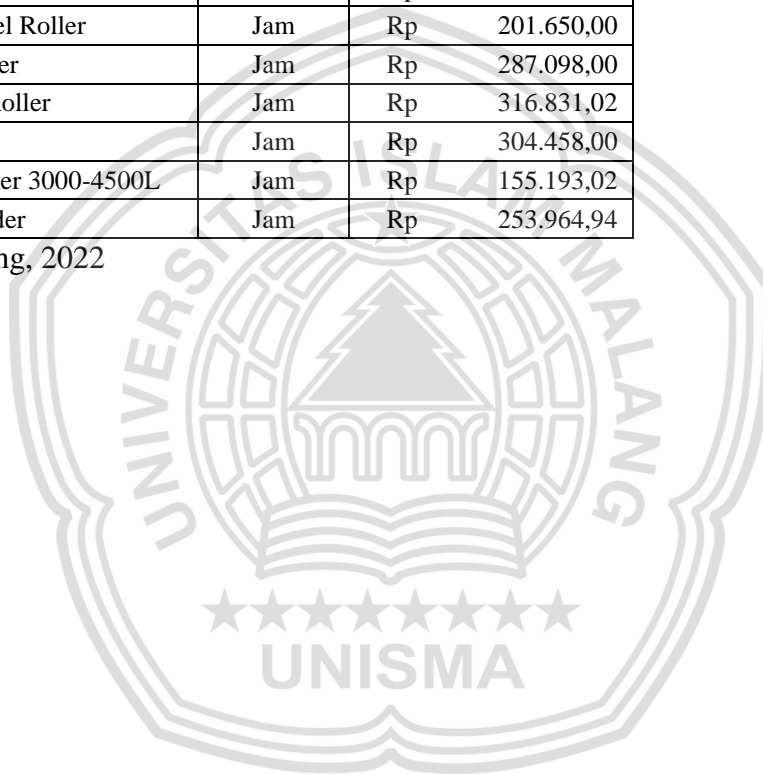 el Roller Jam Rp 201.650,00
er Jam Rp 287.098,00
oller Jam Rp 316.831,02
Jam Rp 304.458,00
ker 3000-4500L Jam Rp 155.193,02
der Jam Rp 253.964,94
ng, 2022
UNIVERSITAS ISLAM MALANG
UNISMA